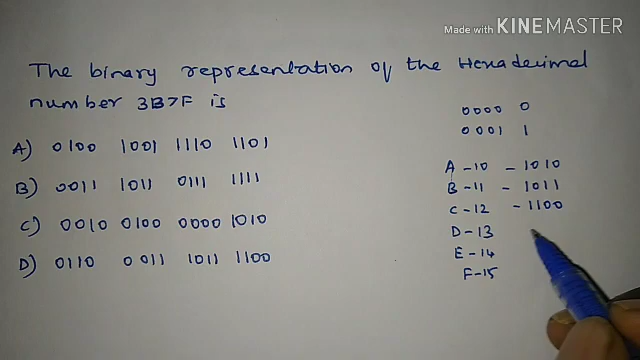 Made with KINEMASTER
The binary representation of the Hexadecimal
number 3B7F is
A) 0100 1001 1110 1101
B) 0011 1011 0111 1111
C) 0010 0100 0000 1010
D) 0110 0011 1011 1100
0000 0
0001 1
A -10 - 1010
B -11 - 1011
C -12 - 1100
D -13
E -14
F-15